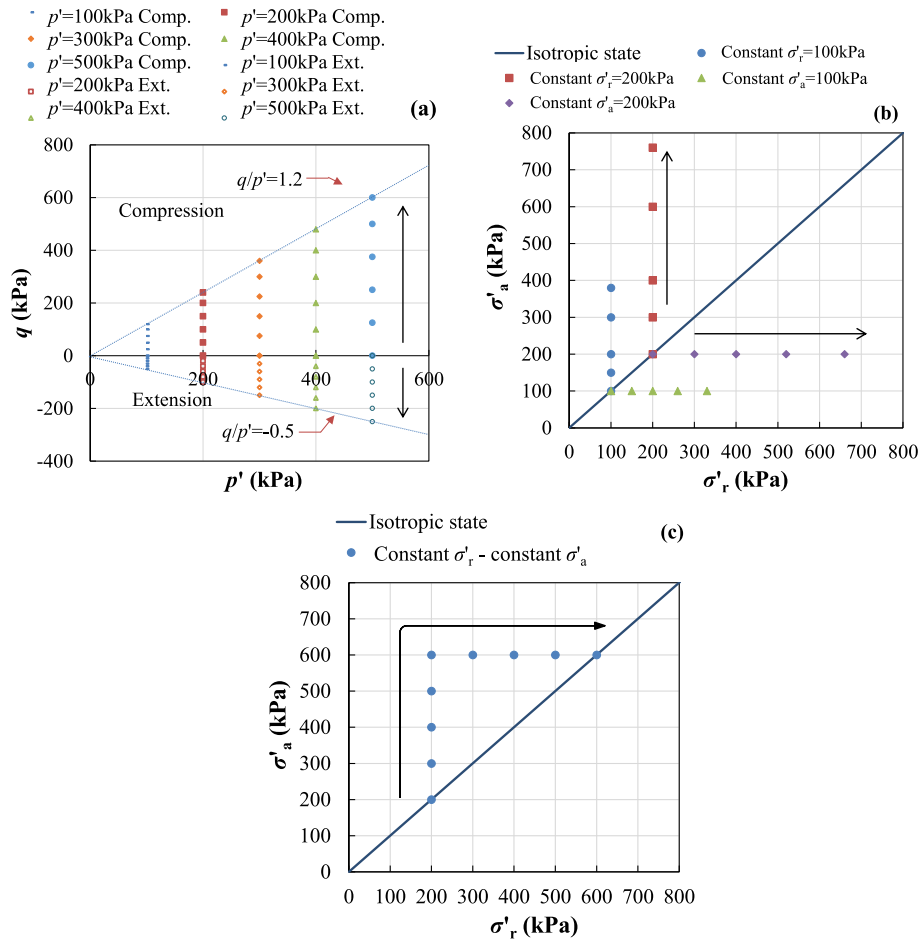 p'=100kPa Comp. p'=200kPa Comp.
p'=300kPa Comp. p'=400kPa Comp.
p'=500kPa Comp. p'=100kPa Ext.
p'=200kPa Ext. p'=300kPa Ext.
p'=400kPa Ext. p'=500kPa Ext.
(a)
800
600
400
200
0
-200
-400
q (kPa)
q/p'=1.2
Compression
Extension
q/p'=-0.5
0 200 400 600
p' (kPa)
Isotropic state Constant σ'r=100kPa
Constant σ'r=200kPa Constant σ'a=100kPa
Constant σ'a=200kPa
(b)
800
700
600
500
400
300
200
100
0
σ'a (kPa)
0 100 200 300 400 500 600 700 800
σ'r (kPa)
Isotropic state
(c)
Constant σ'r - constant σ'a
800
700
600
500
400
300
200
100
0
σ'a (kPa)
0 100 200 300 400 500 600 700 800
σ'r (kPa)